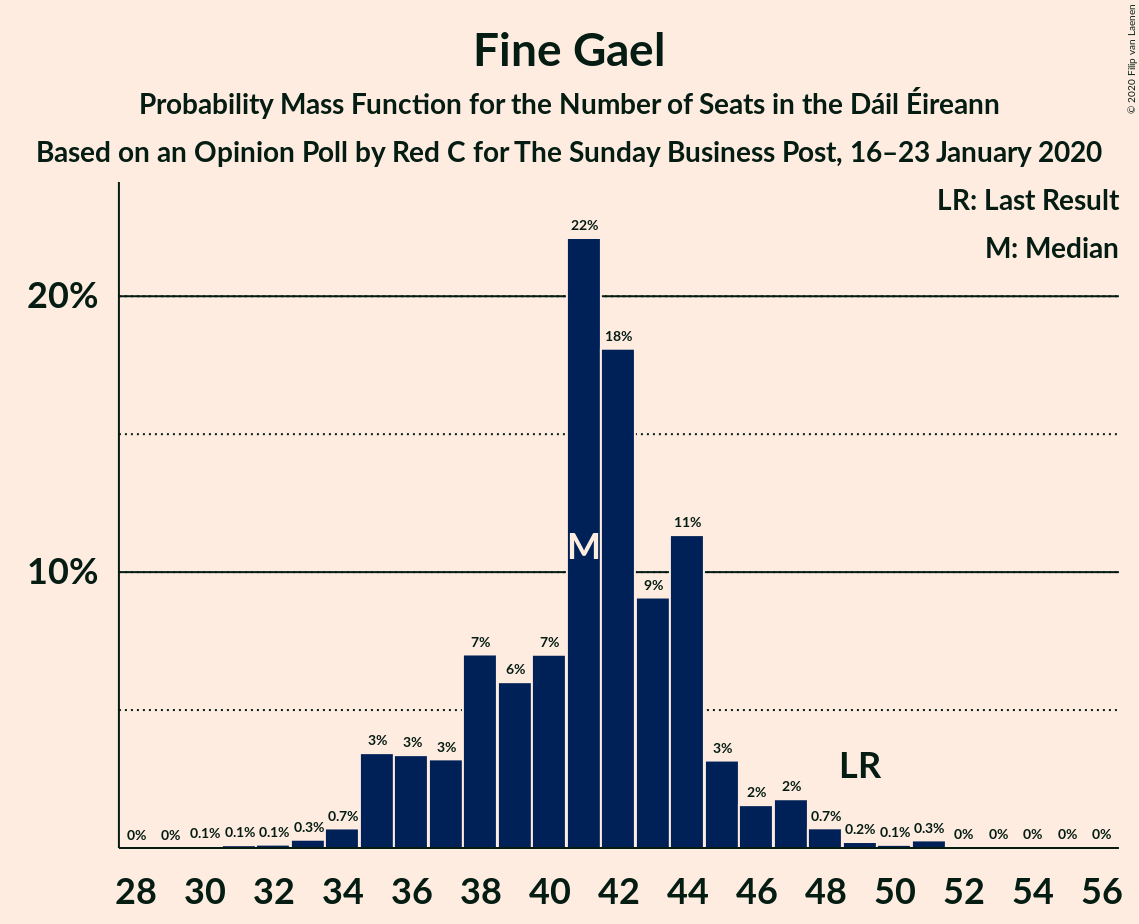 Fine Gael
Probability Mass Function for the Number of Seats in the Dáil Éireann
Based on an Opinion Poll by Red C for The Sunday Business Post, 16–23 January 2020
© 2020 Filip van Laenen
LR: Last Result
M: Median
20%
10%
0% 0% 0.1% 0.1% 0.1% 0.3% 0.7% 3% 3% 3% 7% 6% 7% 22% 18% 9% 11% 3% 2% 2% 0.7% 0.2% 0.1% 0.3% 0% 0% 0% 0% 0%
M
LR
28 30 32 34 36 38 40 42 44 46 48 50 52 54 56